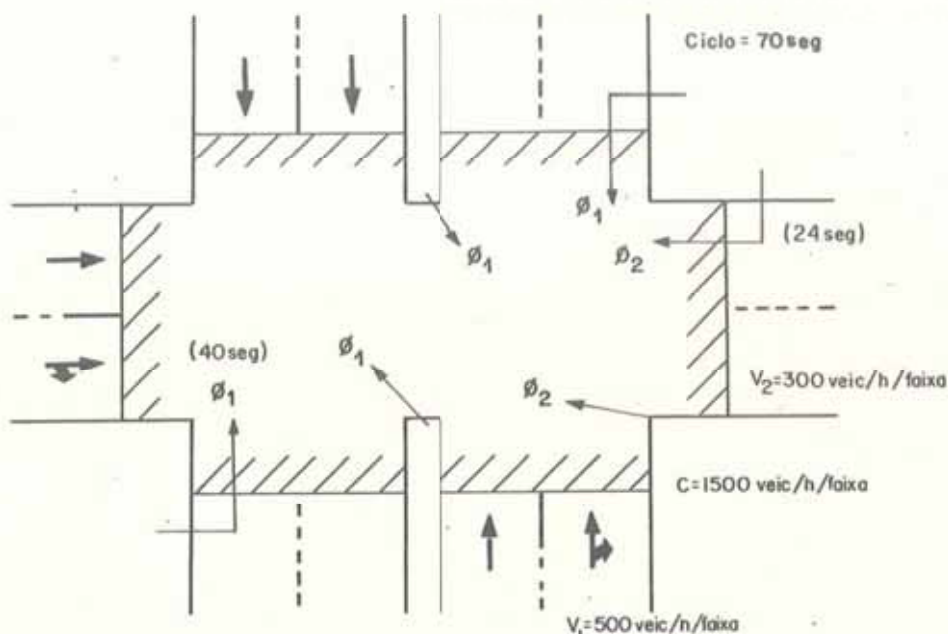 Ciclo = 70seg
Ø1
Ø1
Ø2
(24seg)
(40seg)
Ø1
Ø1
Ø2
V2=300 veic/h/faixa
C=1500 veic/h/faixa
V1=500 veic/h/faixa